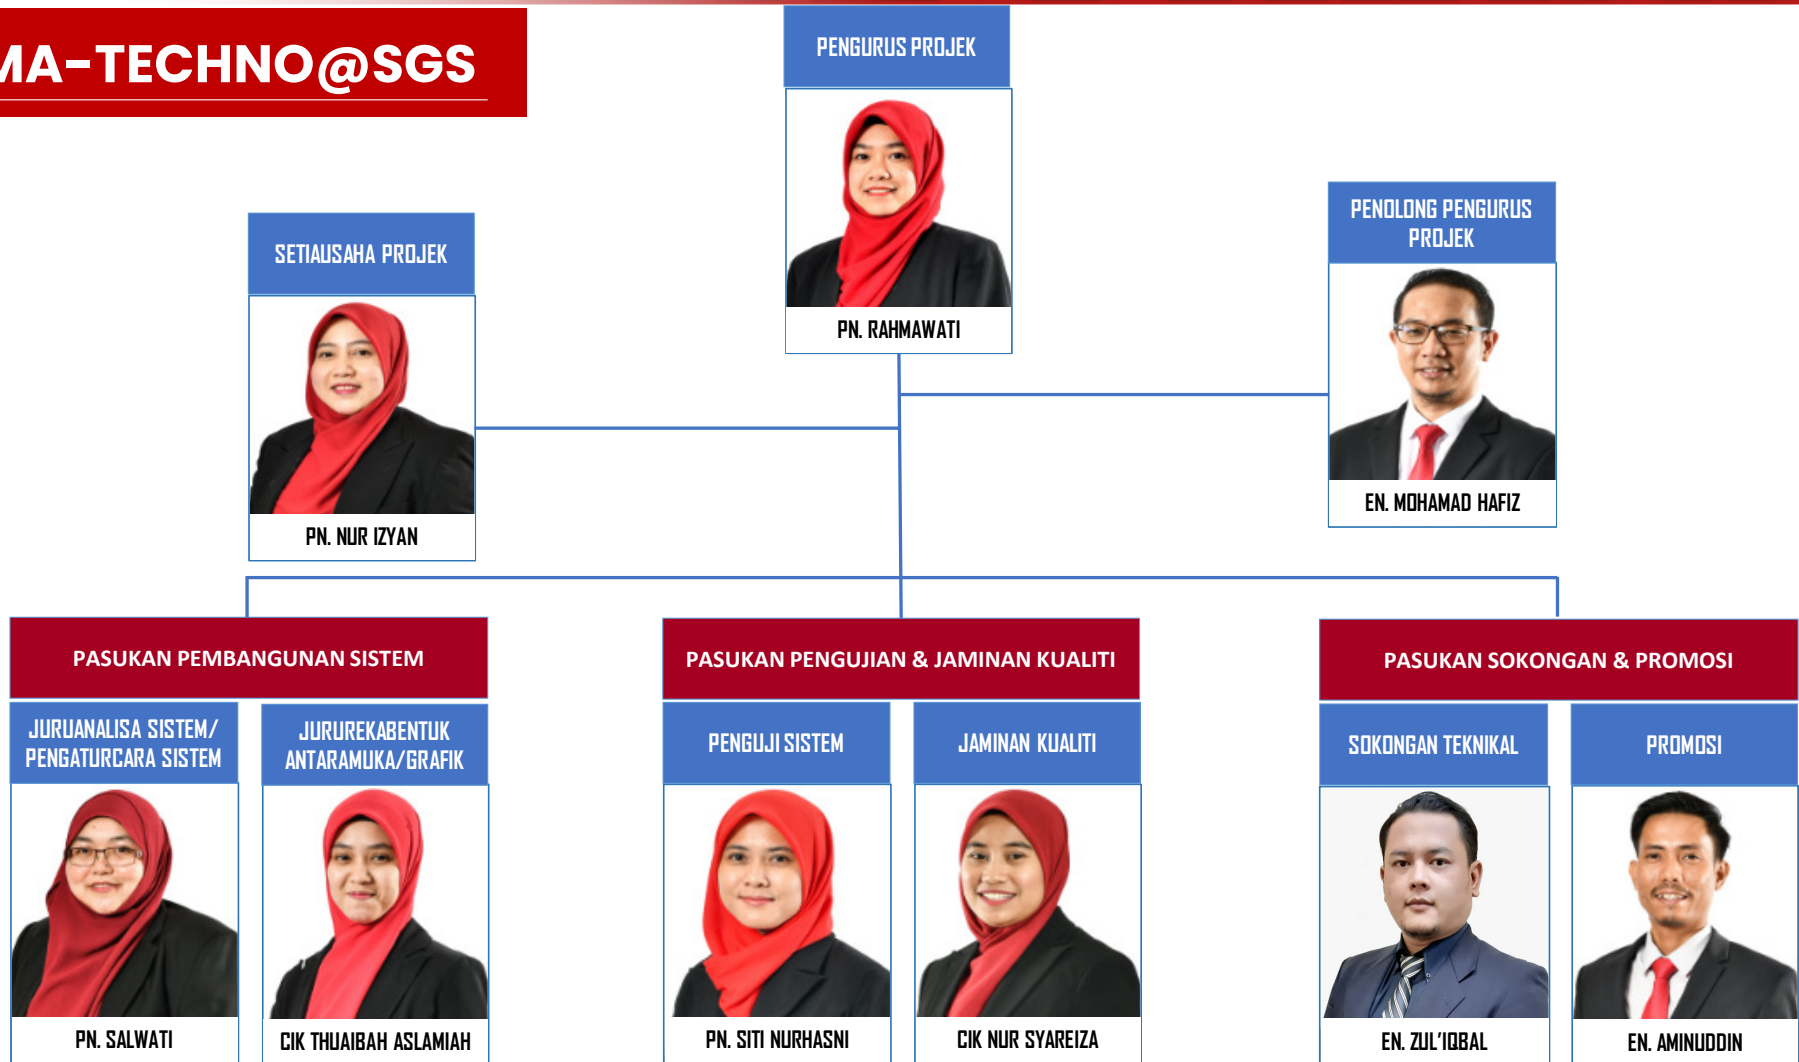 MA-TECHNO@SGS
PENGURUS PROJEK
PN. RAHMAWATI
SETIAUSAHA PROJEK
PN. NUR IZYAN
PENOLONG PENGURUS
PROJEK
EN. MOHAMAD HAFIZ
PASUKAN PEMBANGUNAN SISTEM
JURUANALISA SISTEM/
PENGATURCARA SISTEM
PN. SALWATI
JURUREKABENTUK
ANTARAMUKA/GRAFIK
CIK THUAIBAH ASLAMIAH
PASUKAN PENGUJIAN & JAMINAN KUALITI
PENGUJI SISTEM
PN. SITI NURHASNI
JAMINAN KUALITI
CIK NUR SYAREIZA
PASUKAN SOKONGAN & PROMOSI
SOKONGAN TEKNIKAL
EN. ZUL'IQBAL
PROMOSI
EN. AMINUDDIN